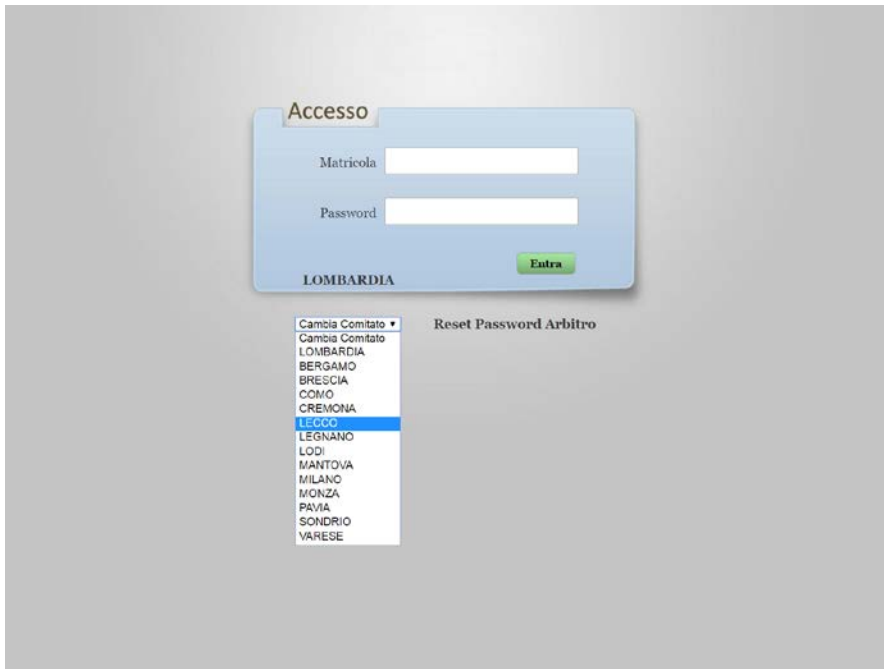 Accesso
Matricola
Password
Entra
LOMBARDIA
Cambia Comitato ▾ Reset Password Arbitro
Cambia Comitato
LOMBARDIA
BERGAMO
BRESCIA
COMO
CREMONA
LECCO
LEGNANO
LODI
MANTOVA
MILANO
MONZA
PAVIA
SONDRIO
VARESE